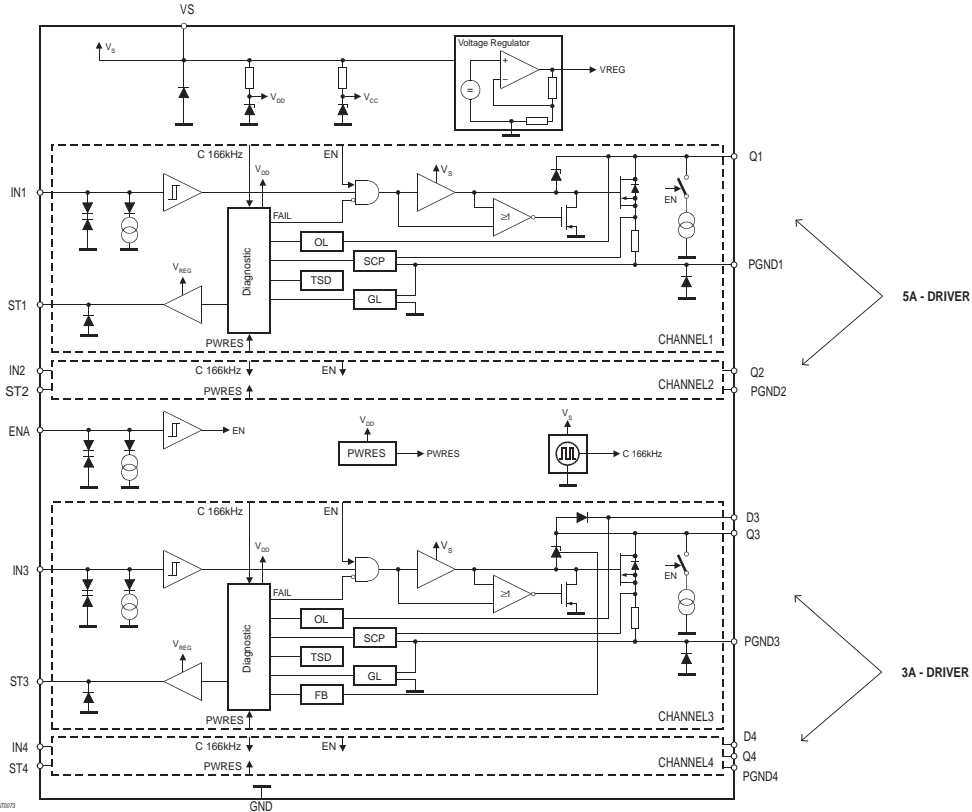 VS
VS
Voltage Regulator
+
−
=
VREG
VDD
VCC
C 166kHz
EN
Q1
VDD
VS
IN1
FAIL
≥1
EN
OL
SCP
PGND1
Diagnostic
TSD
VREG
GL
ST1
5A - DRIVER
PWRES
CHANNEL1
IN2
C 166kHz
EN
Q2
CHANNEL2
ST2
PWRES
PGND2
ENA
EN
VDD
VS
PWRES
PWRES
C 166kHz
C 166kHz
EN
D3
Q3
VDD
VS
IN3
EN
FAIL
≥1
OL
SCP
PGND3
Diagnostic
TSD
VREG
GL
ST3
3A - DRIVER
FB
PWRES
CHANNEL3
D4
IN4
C 166kHz
EN
Q4
CHANNEL4
ST4
PWRES
PGND4
GND